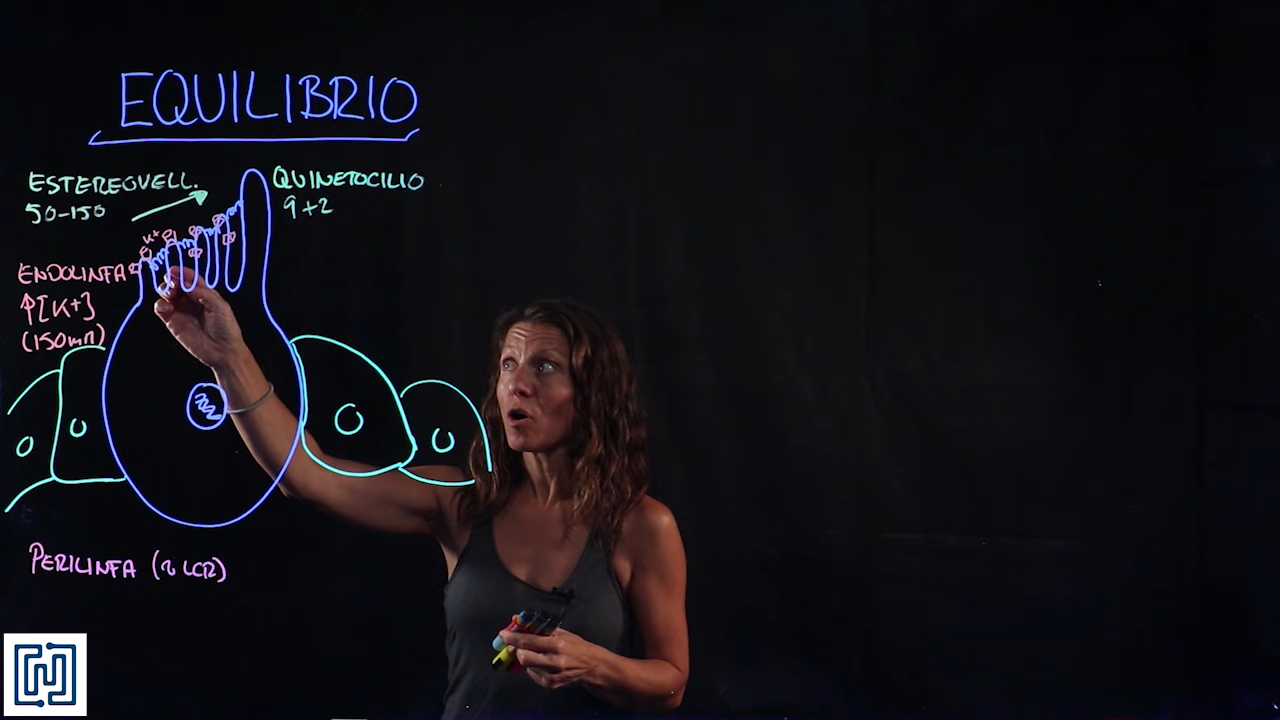 EQUILIBRIO
ESTEREOVELL.
50-150
QUINETOCILIO
9+2
K+
ENDOLINFA
↑[K+]
(150mM)
PERILINFA (≈ LCR)